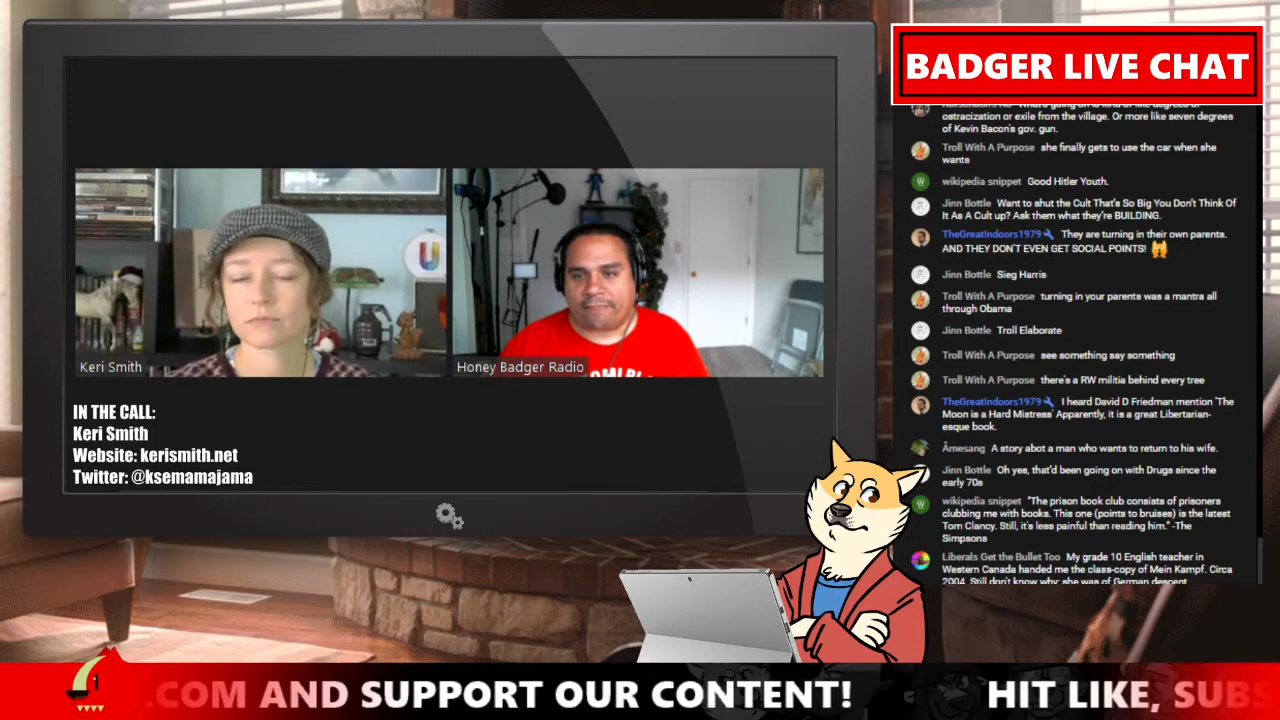 BADGER LIVE CHAT
ostracization or exile from the village. Or more like seven degrees
of Kevin Bacon's gov. gun.
Troll With A Purpose she finally gets to use the car when she
wants
wikipedia snippet Good Hitler Youth.
Jinn Bottle Want to shut the Cult That's So Big You Don't Think Of
It As A Cult up? Ask them what they're BUILDING.
TheGreatIndoors1979 They are turning in their own parents.
AND THEY DON'T EVEN GET SOCIAL POINTS!
Jinn Bottle Sieg Harris
Troll With A Purpose turning in your parents was a mantra all
through Obama
Jinn Bottle Troll Elaborate
Troll With A Purpose see something say something
Troll With A Purpose there's a RW militia behind every tree
TheGreatIndoors1979 I heard David D Friedman mention 'The
Moon is a Hard Mistress' Apparently, it is a great Libertarian-
esque book.
Âmesang A story abot a man who wants to return to his wife.
Jinn Bottle Oh yes, that'd been going on with Drugs since the
early 70s
wikipedia snippet "The prison book club consists of prisoners
clubbing me with books. This one (points to bruises) is the latest
Tom Clancy. Still, it's less painful than reading him." -The
Simpsons
Liberals Get the Bullet Too My grade 10 English teacher in
Western Canada handed me the class-copy of Mein Kampf. Circa
2004. Still don't know why; she was of German descent
U
Keri Smith
Honey Badger Radio
IN THE CALL:
Keri Smith
Website: kerismith.net
Twitter: @ksemamajama
.COM AND SUPPORT OUR CONTENT! HIT LIKE, SUBS